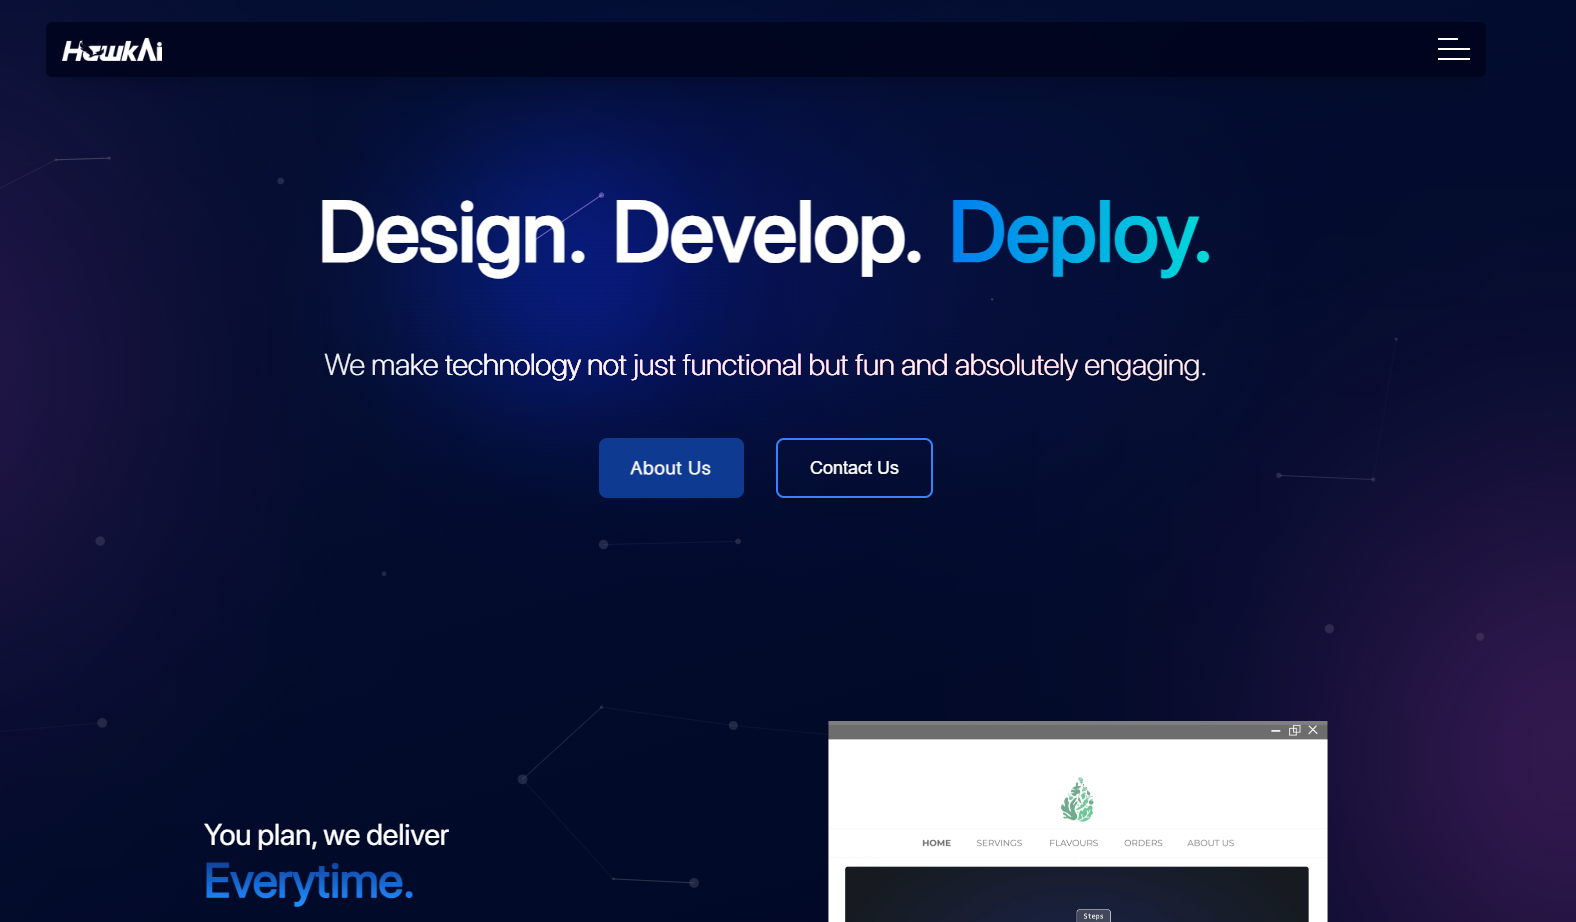 HawkAi
Design. Develop. Deploy.
We make technology not just functional but fun and absolutely engaging.
About Us
Contact Us
You plan, we deliver
Everytime.
HOME SERVINGS FLAVOURS ORDERS ABOUT US
Steps